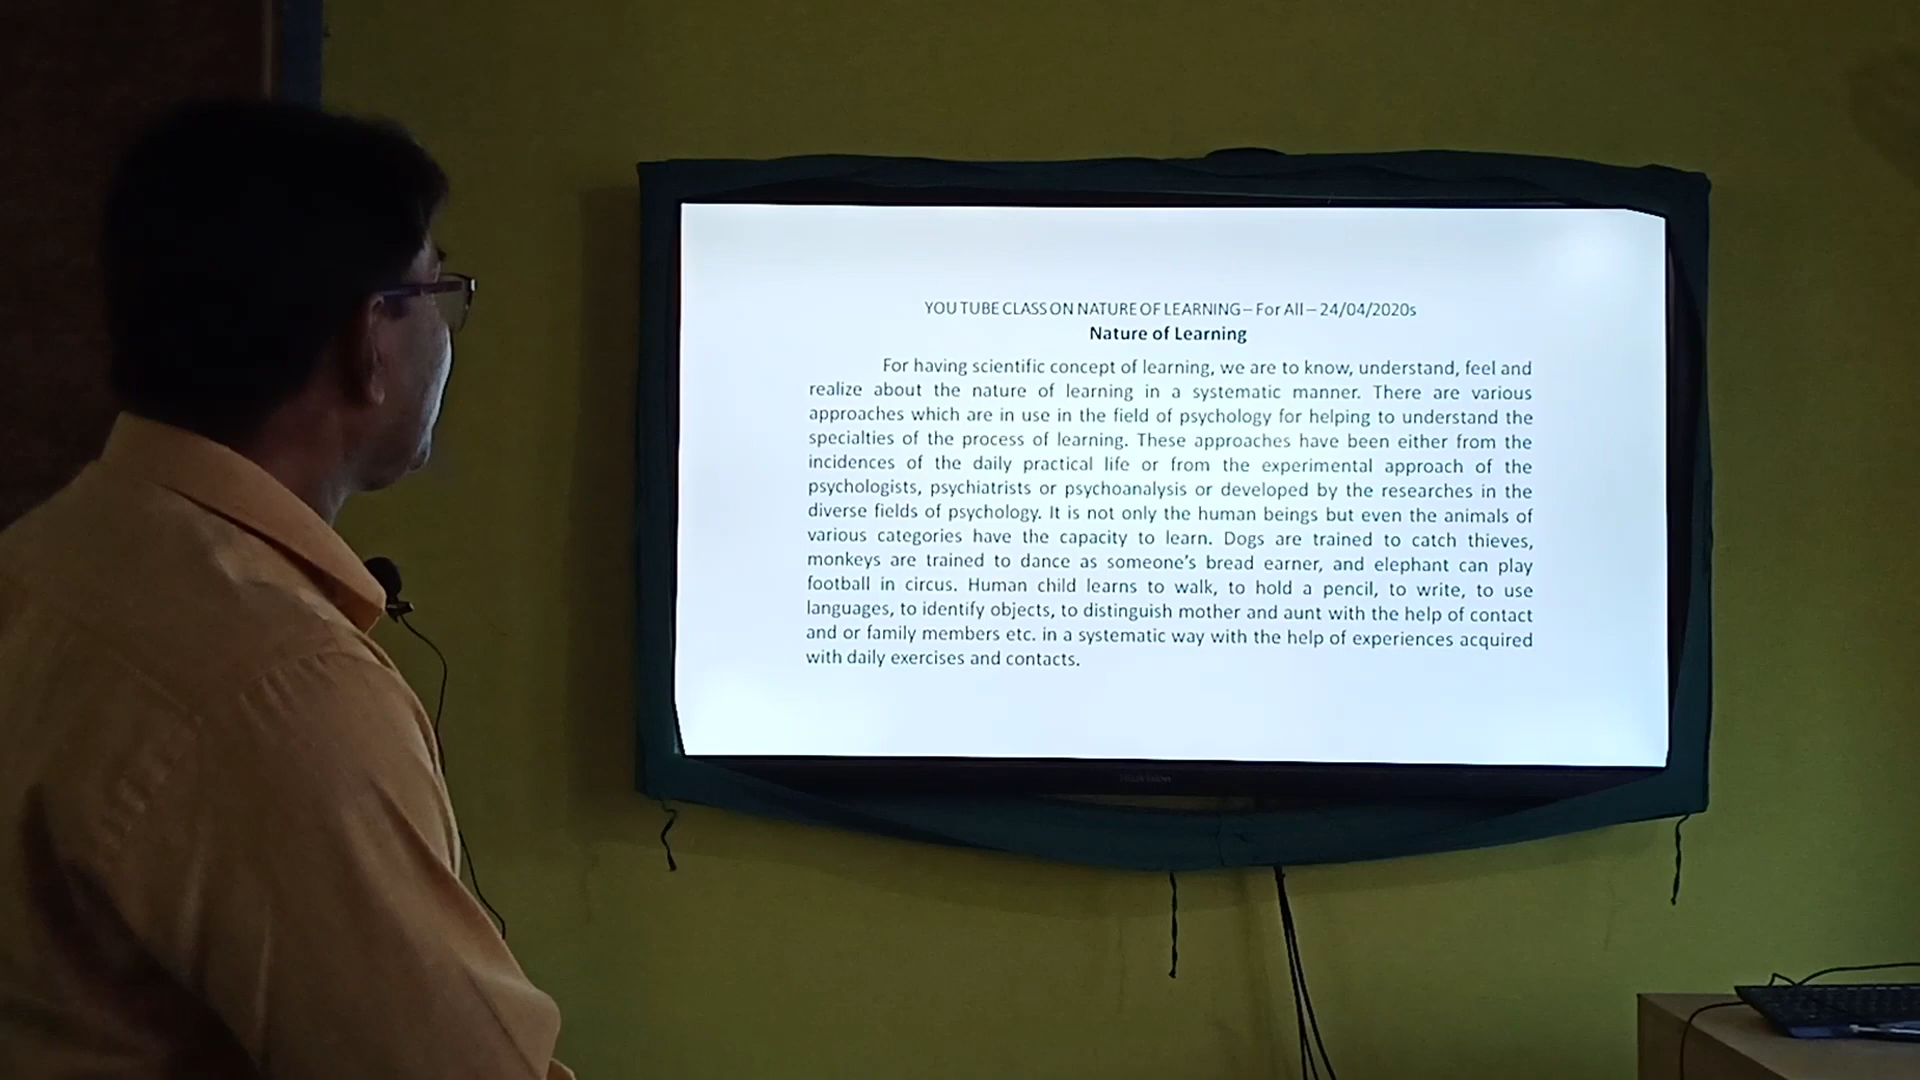 YOU TUBE CLASS ON NATURE OF LEARNING – For All – 24/04/2020s
Nature of Learning
For having scientific concept of learning, we are to know, understand, feel and
realize about the nature of learning in a systematic manner. There are various
approaches which are in use in the field of psychology for helping to understand the
specialties of the process of learning. These approaches have been either from the
incidences of the daily practical life or from the experimental approach of the
psychologists, psychiatrists or psychoanalysis or developed by the researches in the
diverse fields of psychology. It is not only the human beings but even the animals of
various categories have the capacity to learn. Dogs are trained to catch thieves,
monkeys are trained to dance as someone's bread earner, and elephant can play
football in circus. Human child learns to walk, to hold a pencil, to write, to use
languages, to identify objects, to distinguish mother and aunt with the help of contact
and or family members etc. in a systematic way with the help of experiences acquired
with daily exercises and contacts.